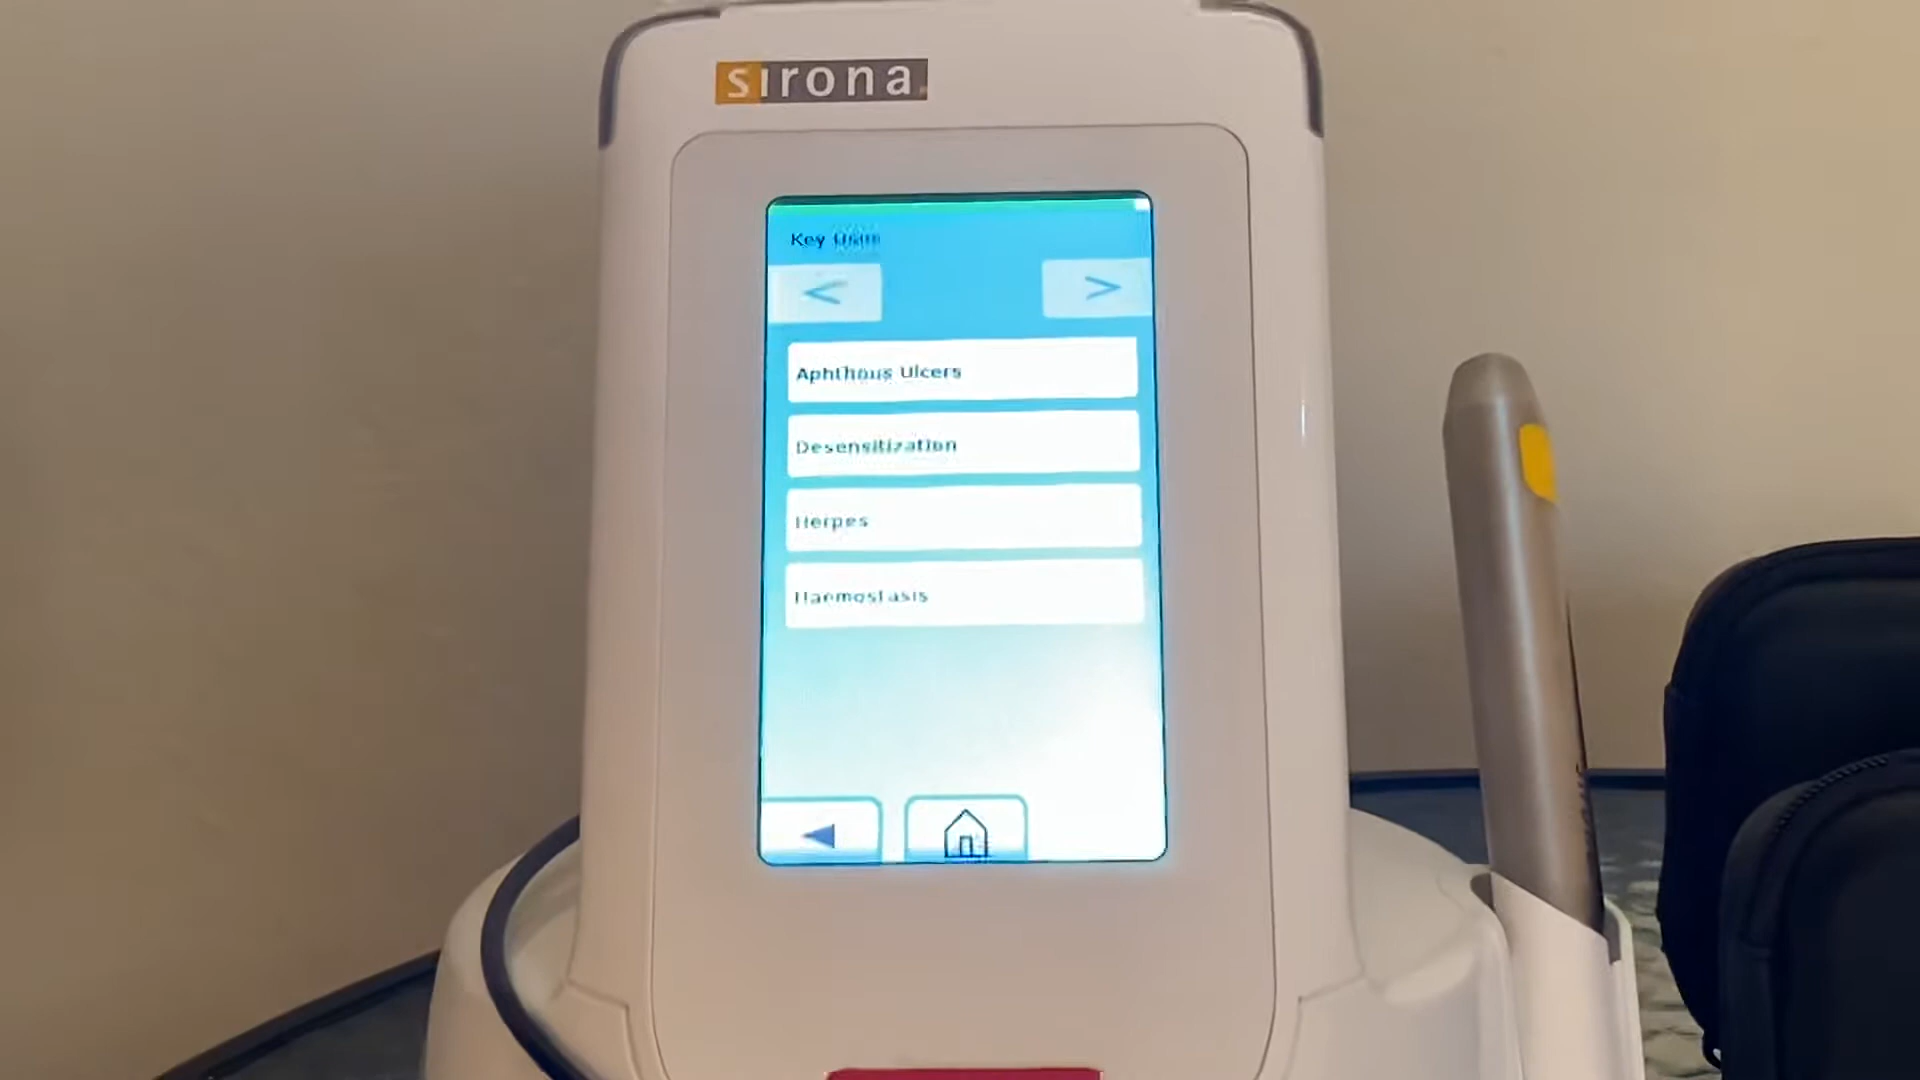 sirona
Key
<
>
Aphthous Ulcers
Desensitization
Herpes
Haemostasis